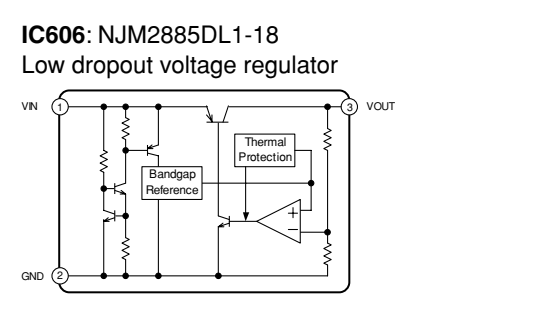 IC606: NJM2885DL1-18
Low dropout voltage regulator
VIN 1 3 VOUT
Thermal
Protection
Bandgap
Reference
+
−
GND 2